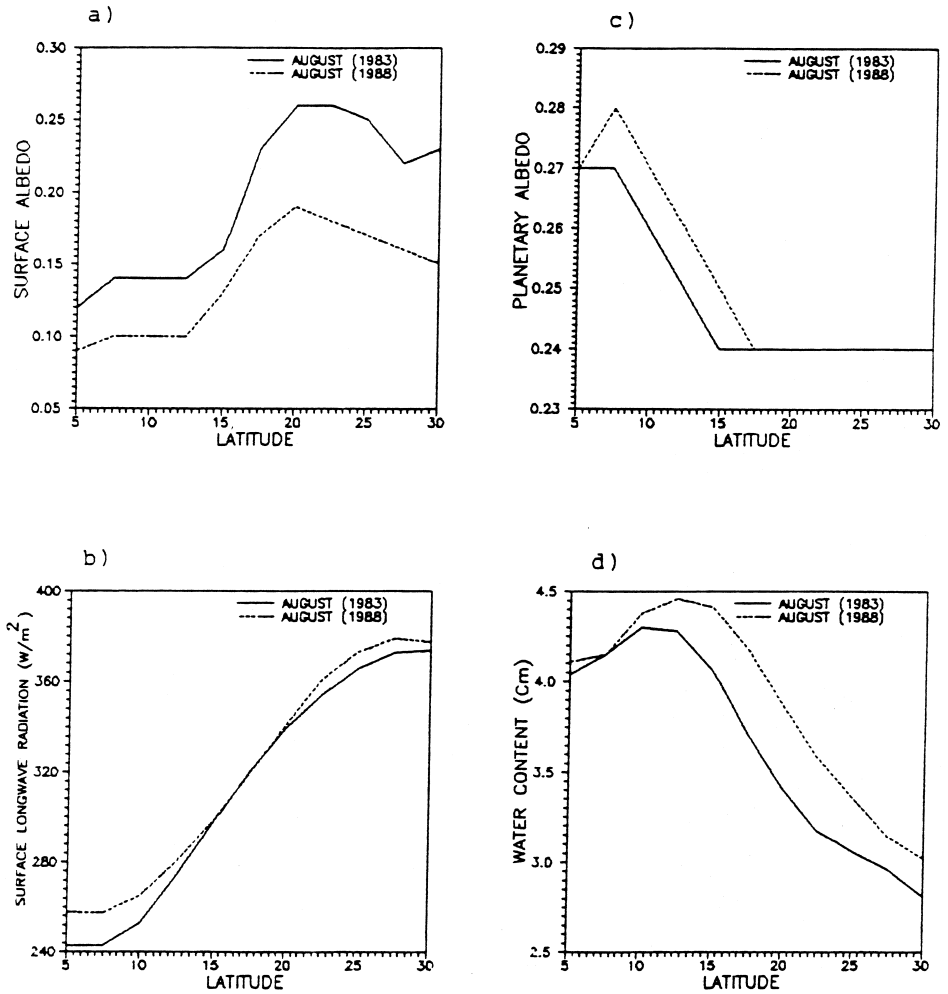 a)
0.30
0.25
0.20
0.15
0.10
0.05
SURFACE ALBEDO
AUGUST (1983)
AUGUST (1988)
5 10 15 20 25 30
LATITUDE
c)
0.29
0.28
0.27
0.26
0.25
0.24
0.23
PLANETARY ALBEDO
AUGUST (1983)
AUGUST (1988)
5 10 15 20 25 30
LATITUDE
b)
400
360
320
280
240
SURFACE LONGWAVE RADIATION (W/m²)
AUGUST (1983)
AUGUST (1988)
5 10 15 20 25 30
LATITUDE
d)
4.5
4.0
3.5
3.0
2.5
WATER CONTENT (Cm)
AUGUST (1983)
AUGUST (1988)
5 10 15 20 25 30
LATITUDE